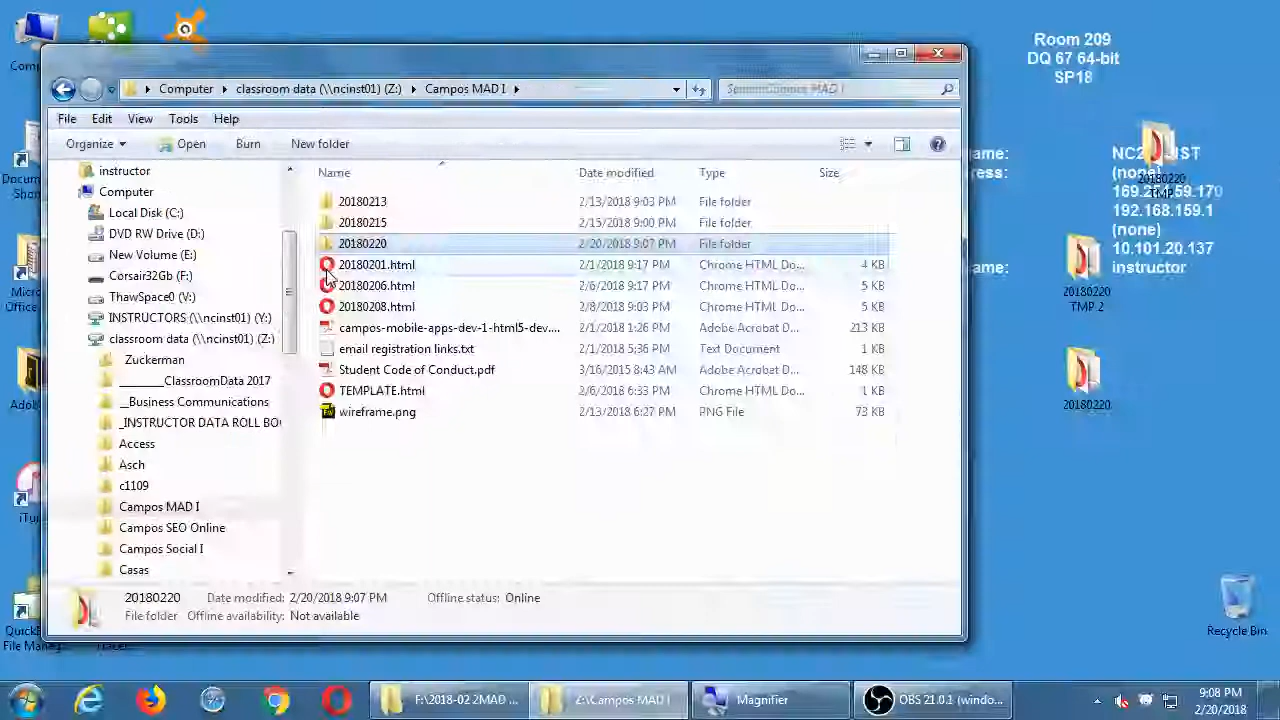 Room 209
DQ 67 64-bit
SP18
Computer
classroom data (\\ncinst01) (Z:)
Campos MAD I
File
Edit
View
Tools
Help
Organize
Open
Burn
New folder
Name
Date modified
Type
Size
instructor
Computer
Local Disk (C:)
DVD RW Drive (D:)
New Volume (E:)
Corsair32Gb (F:)
ThawSpace0 (V:)
INSTRUCTORS (\\ncinst01) (Y:)
classroom data (\\ncinst01) (Z:)
Zuckerman
________ClassroomData 2017
__Business Communications
_INSTRUCTOR DATA ROLL BO
Access
Asch
c1109
Campos MAD I
Campos SEO Online
Campos Social I
Casas
20180213 2/13/2018 9:03 PM File folder
20180215 2/15/2018 9:00 PM File folder
20180220 2/20/2018 9:07 PM File folder
20180201.html 2/1/2018 9:17 PM Chrome HTML Do... 4 KB
20180206.html 2/6/2018 9:17 PM Chrome HTML Do... 5 KB
20180208.html 2/8/2018 9:03 PM Chrome HTML Do... 5 KB
campos-mobile-apps-dev-1-html5-dev.... 2/1/2018 1:26 PM Adobe Acrobat D... 213 KB
email registration links.txt 2/1/2018 5:36 PM Text Document 1 KB
Student Code of Conduct.pdf 3/16/2015 8:43 AM Adobe Acrobat D... 148 KB
TEMPLATE.html 2/6/2018 6:33 PM Chrome HTML Do... 1 KB
wireframe.png 2/13/2018 6:27 PM PNG File 73 KB
20180220
Date modified: 2/20/2018 9:07 PM
Offline status: Online
File folder
Offline availability: Not available
ame:
ess:
(none)
169.254.159.170
192.168.159.1
(none)
10.101.20.137
ame:
instructor
20180220
TMP
20180220
TMP 2
20180220
Recycle Bin
F:\2018-02 2MAD ...
Z:\Campos MAD I
Magnifier
OBS 21.0.1 (windo...
9:08 PM
2/20/2018